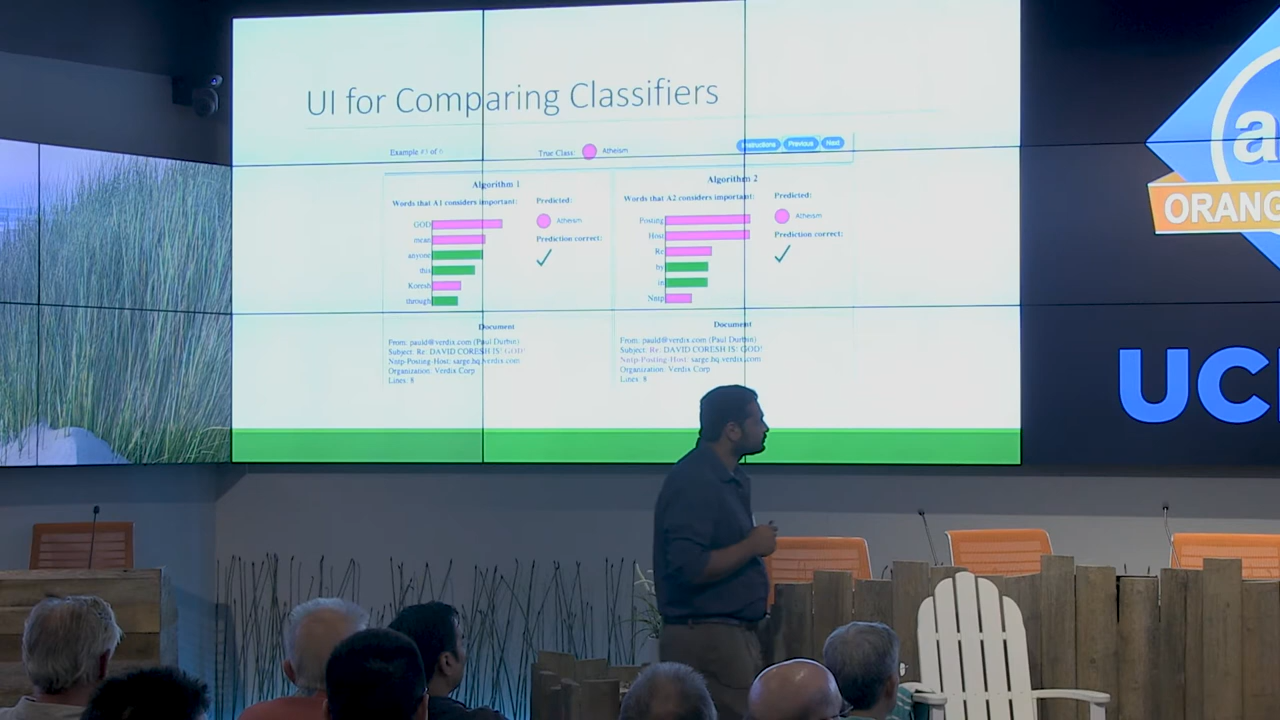 UI for Comparing Classifiers
Example #3 of 6
True Class:
Atheism
Instructions
Previous
Next
Algorithm 1
Words that A1 considers important:
GOD
mean
anyone
this
Koresh
through
Predicted:
Atheism
Prediction correct:
Document
From: pauld@verdix.com (Paul Durbin)
Subject: Re: DAVID CORESH IS! GOD!
Nntp-Posting-Host: sarge.hq.verdix.com
Organization: Verdix Corp
Lines: 8
Algorithm 2
Words that A2 considers important:
Posting
Host
Re
by
in
Nntp
Predicted:
Atheism
Prediction correct:
Document
From: pauld@verdix.com (Paul Durbin)
Subject: Re: DAVID CORESH IS! GOD!
Nntp-Posting-Host: sarge.hq.verdix.com
Organization: Verdix Corp
Lines: 8
a
ORANG
UC